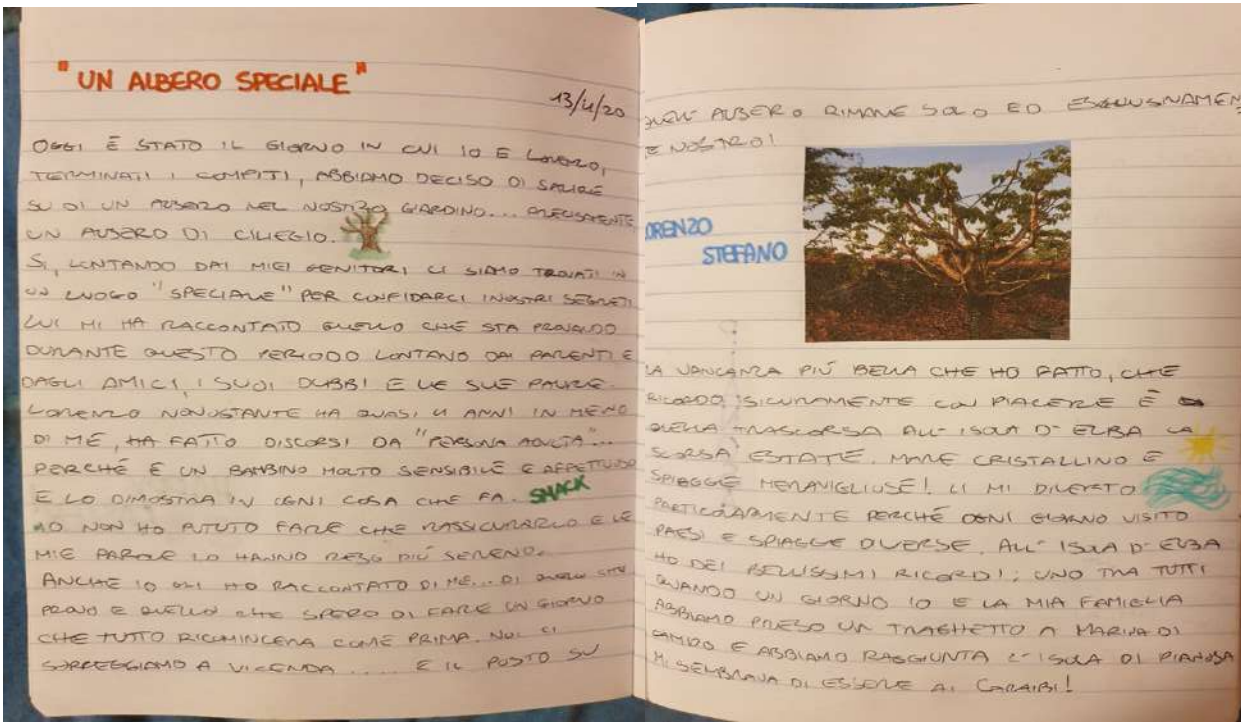 "UN ALBERO SPECIALE"
13/4/20
OGGI È STATO IL GIORNO IN CUI IO E LORENZO,
TERMINATI I COMPITI, ABBIAMO DECISO DI SALIRE
SU DI UN ALBERO NEL NOSTRO GIARDINO... PRECISAMENTE
UN ALBERO DI CILIEGIO.
SI, LONTANDO DAI MIEI GENITORI CI SIAMO TROVATI IN
UN LUOGO "SPECIALE" PER CONFIDARCI I NOSTRI SEGRETI
LUI MI HA RACCONTATO QUELLO CHE STA PROVANDO
DURANTE QUESTO PERIODO LONTANO DAI PARENTI E
DAGLI AMICI, I SUOI DUBBI E LE SUE PAURE.
LORENZO NONOSTANTE HA QUASI 4 ANNI IN MENO
DI ME, HA FATTO DISCORSI DA "PERSONA ADULTA"...
PERCHÉ È UN BAMBINO MOLTO SENSIBILE E AFFETTUOSO
E LO DIMOSTRA IN OGNI COSA CHE FA. SMACK
IO NON HO POTUTO FARE CHE RASSICURARLO E LE
MIE PAROLE LO HANNO RESO PIÚ SERENO.
ANCHE IO GLI HO RACCONTATO DI ME... DI QUELLO CHE
PROVO E QUELLO CHE SPERO DI FARE UN GIORNO
CHE TUTTO RICOMINCERÀ COME PRIMA. NOI CI
SORREGGIAMO A VICENDA ..... E IL POSTO SU
QUELL' ALBERO RIMANE SOLO ED
E NOSTRO!
LORENZO
STEFANO
LA VANCANZA PIÚ BELLA CHE HO FATTO, CHE
RICORDO SICURAMENTE CON PIACERE È
QUELLA TRASCORSA ALL' ISOLA D' ELBA LA
SCORSA ESTATE. MARE CRISTALLINO E
SPIAGGE MERAVIGLIOSE! LI MI DIVERTO
PARTICOLARMENTE PERCHÉ OGNI GIORNO VISITO
PAESI E SPIAGGE DIVERSE. ALL' ISOLA D' ELBA
HO DEI BELLISSIMI RICORDI; UNO TRA TUTTI
QUANDO UN GIORNO IO E LA MIA FAMIGLIA
ABBIAMO PRESO UN TRAGHETTO A MARINA DI
CAMPO E ABBIAMO RAGGIUNTA L' ISOLA DI PIANOSA
MI SEMBRAVA DI ESSERE AI CARAIBI!